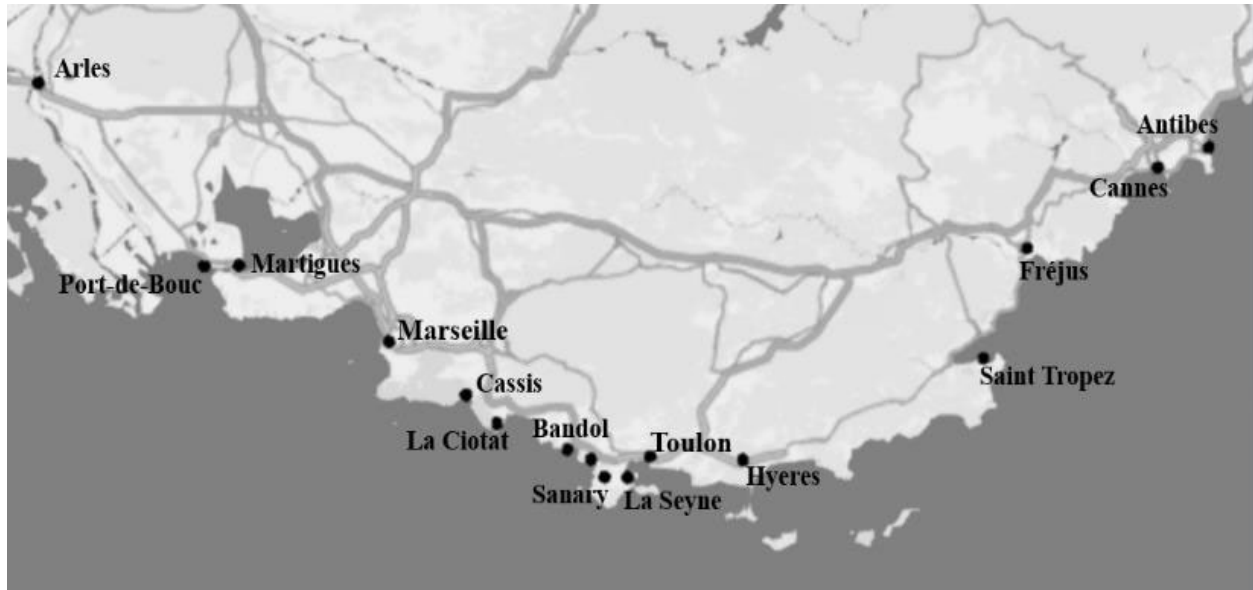 Arles
Antibes
Cannes
Martigues
Fréjus
Port-de-Bouc
Marseille
Saint Tropez
Cassis
La Ciotat
Bandol
Toulon
Hyeres
Sanary
La Seyne